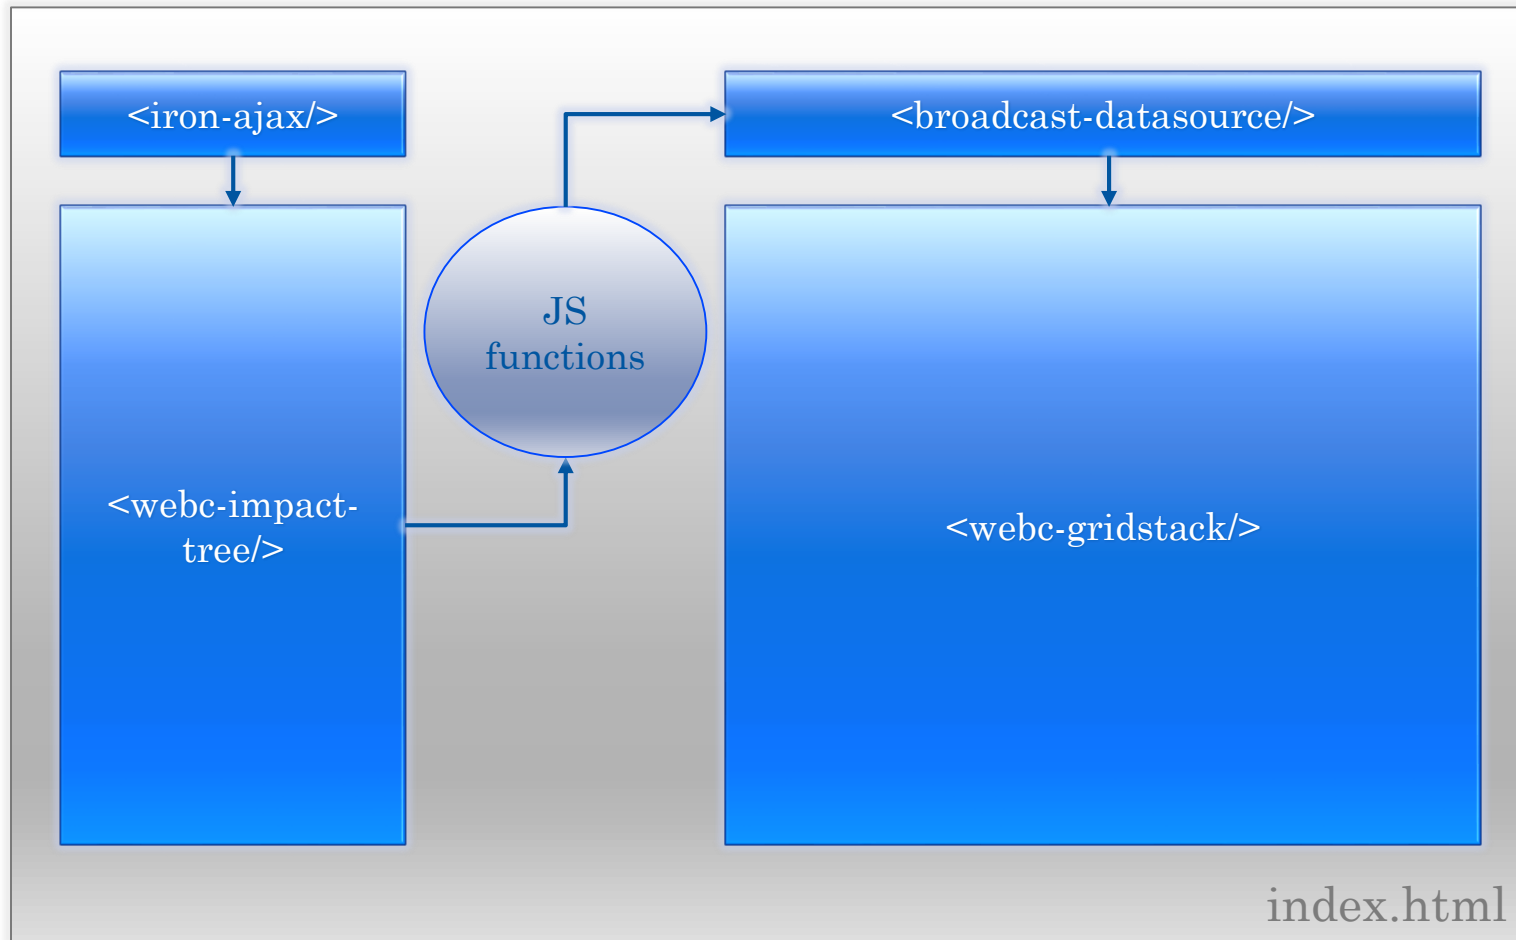 <iron-ajax/>
<broadcast-datasource/>
JS
functions
<webc-impact-
tree/>
<webc-gridstack/>
index.html